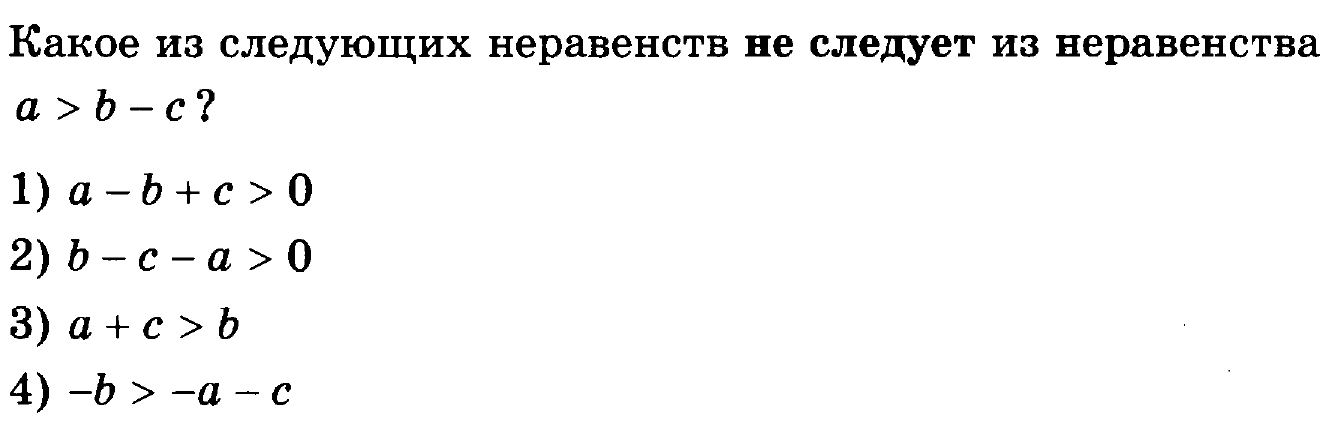 Какое из следующих неравенств не следует из неравенства
a > b – c ?
1) a – b + c > 0
2) b – c – a > 0
3) a + c > b
4) –b > –a – c